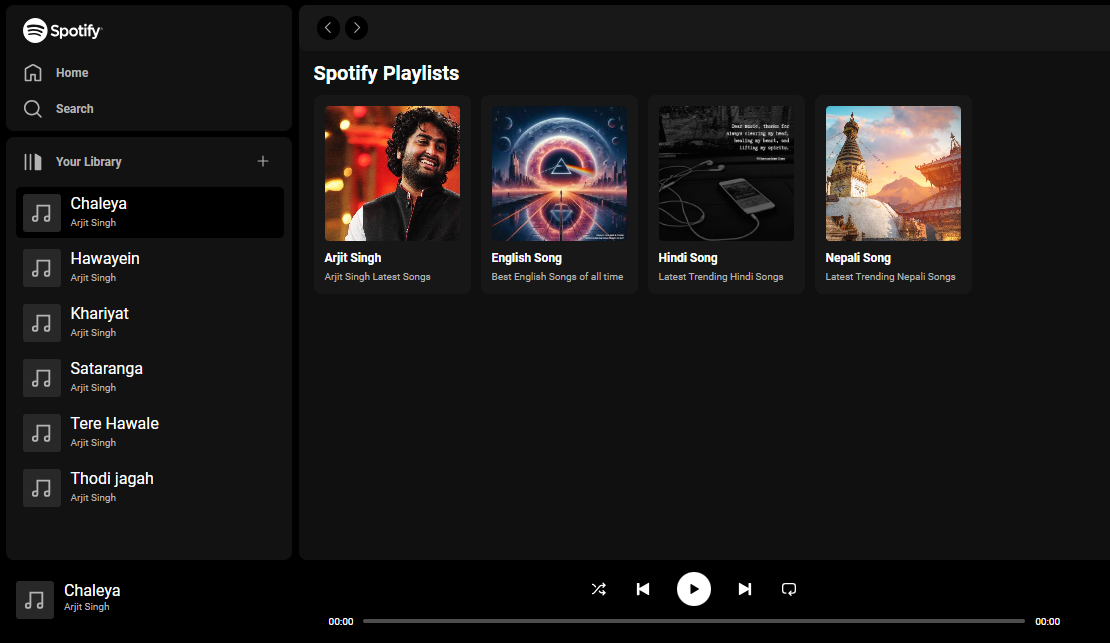 Spotify
Home
Search
Your Library
Chaleya
Arjit Singh
Hawayein
Arjit Singh
Khariyat
Arjit Singh
Sataranga
Arjit Singh
Tere Hawale
Arjit Singh
Thodi jagah
Arjit Singh
Spotify Playlists
Arjit Singh
Arjit Singh Latest Songs
English Song
Best English Songs of all time
Dear music, thanks for
always clearing my head,
healing my heart, and
lifting my spirits.
Hindi Song
Latest Trending Hindi Songs
Nepali Song
Latest Trending Nepali Songs
Chaleya
Arjit Singh
00:00
00:00